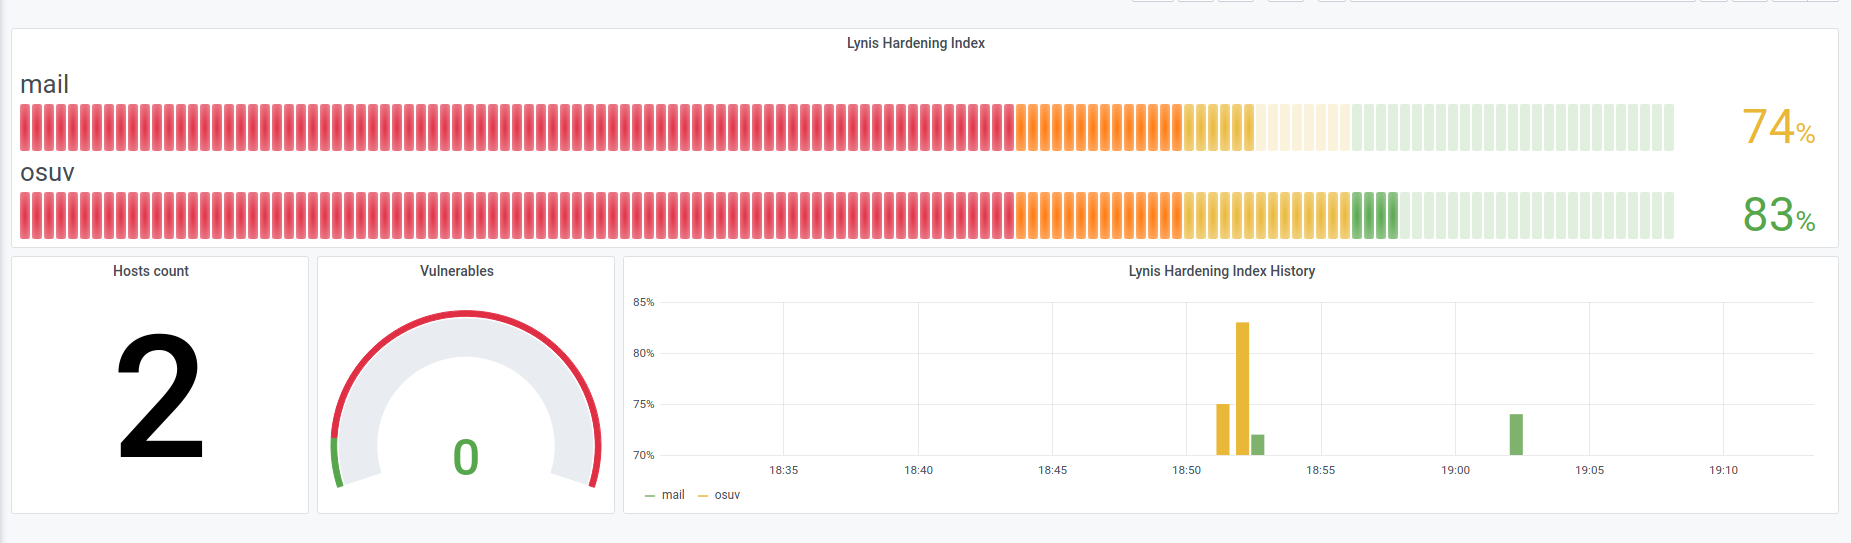 Lynis Hardening Index
mail
74%
osuv
83%
Hosts count
2
Vulnerables
0
Lynis Hardening Index History
85%
80%
75%
70%
18:35 18:40 18:45 18:50 18:55 19:00 19:05 19:10
mail osuv